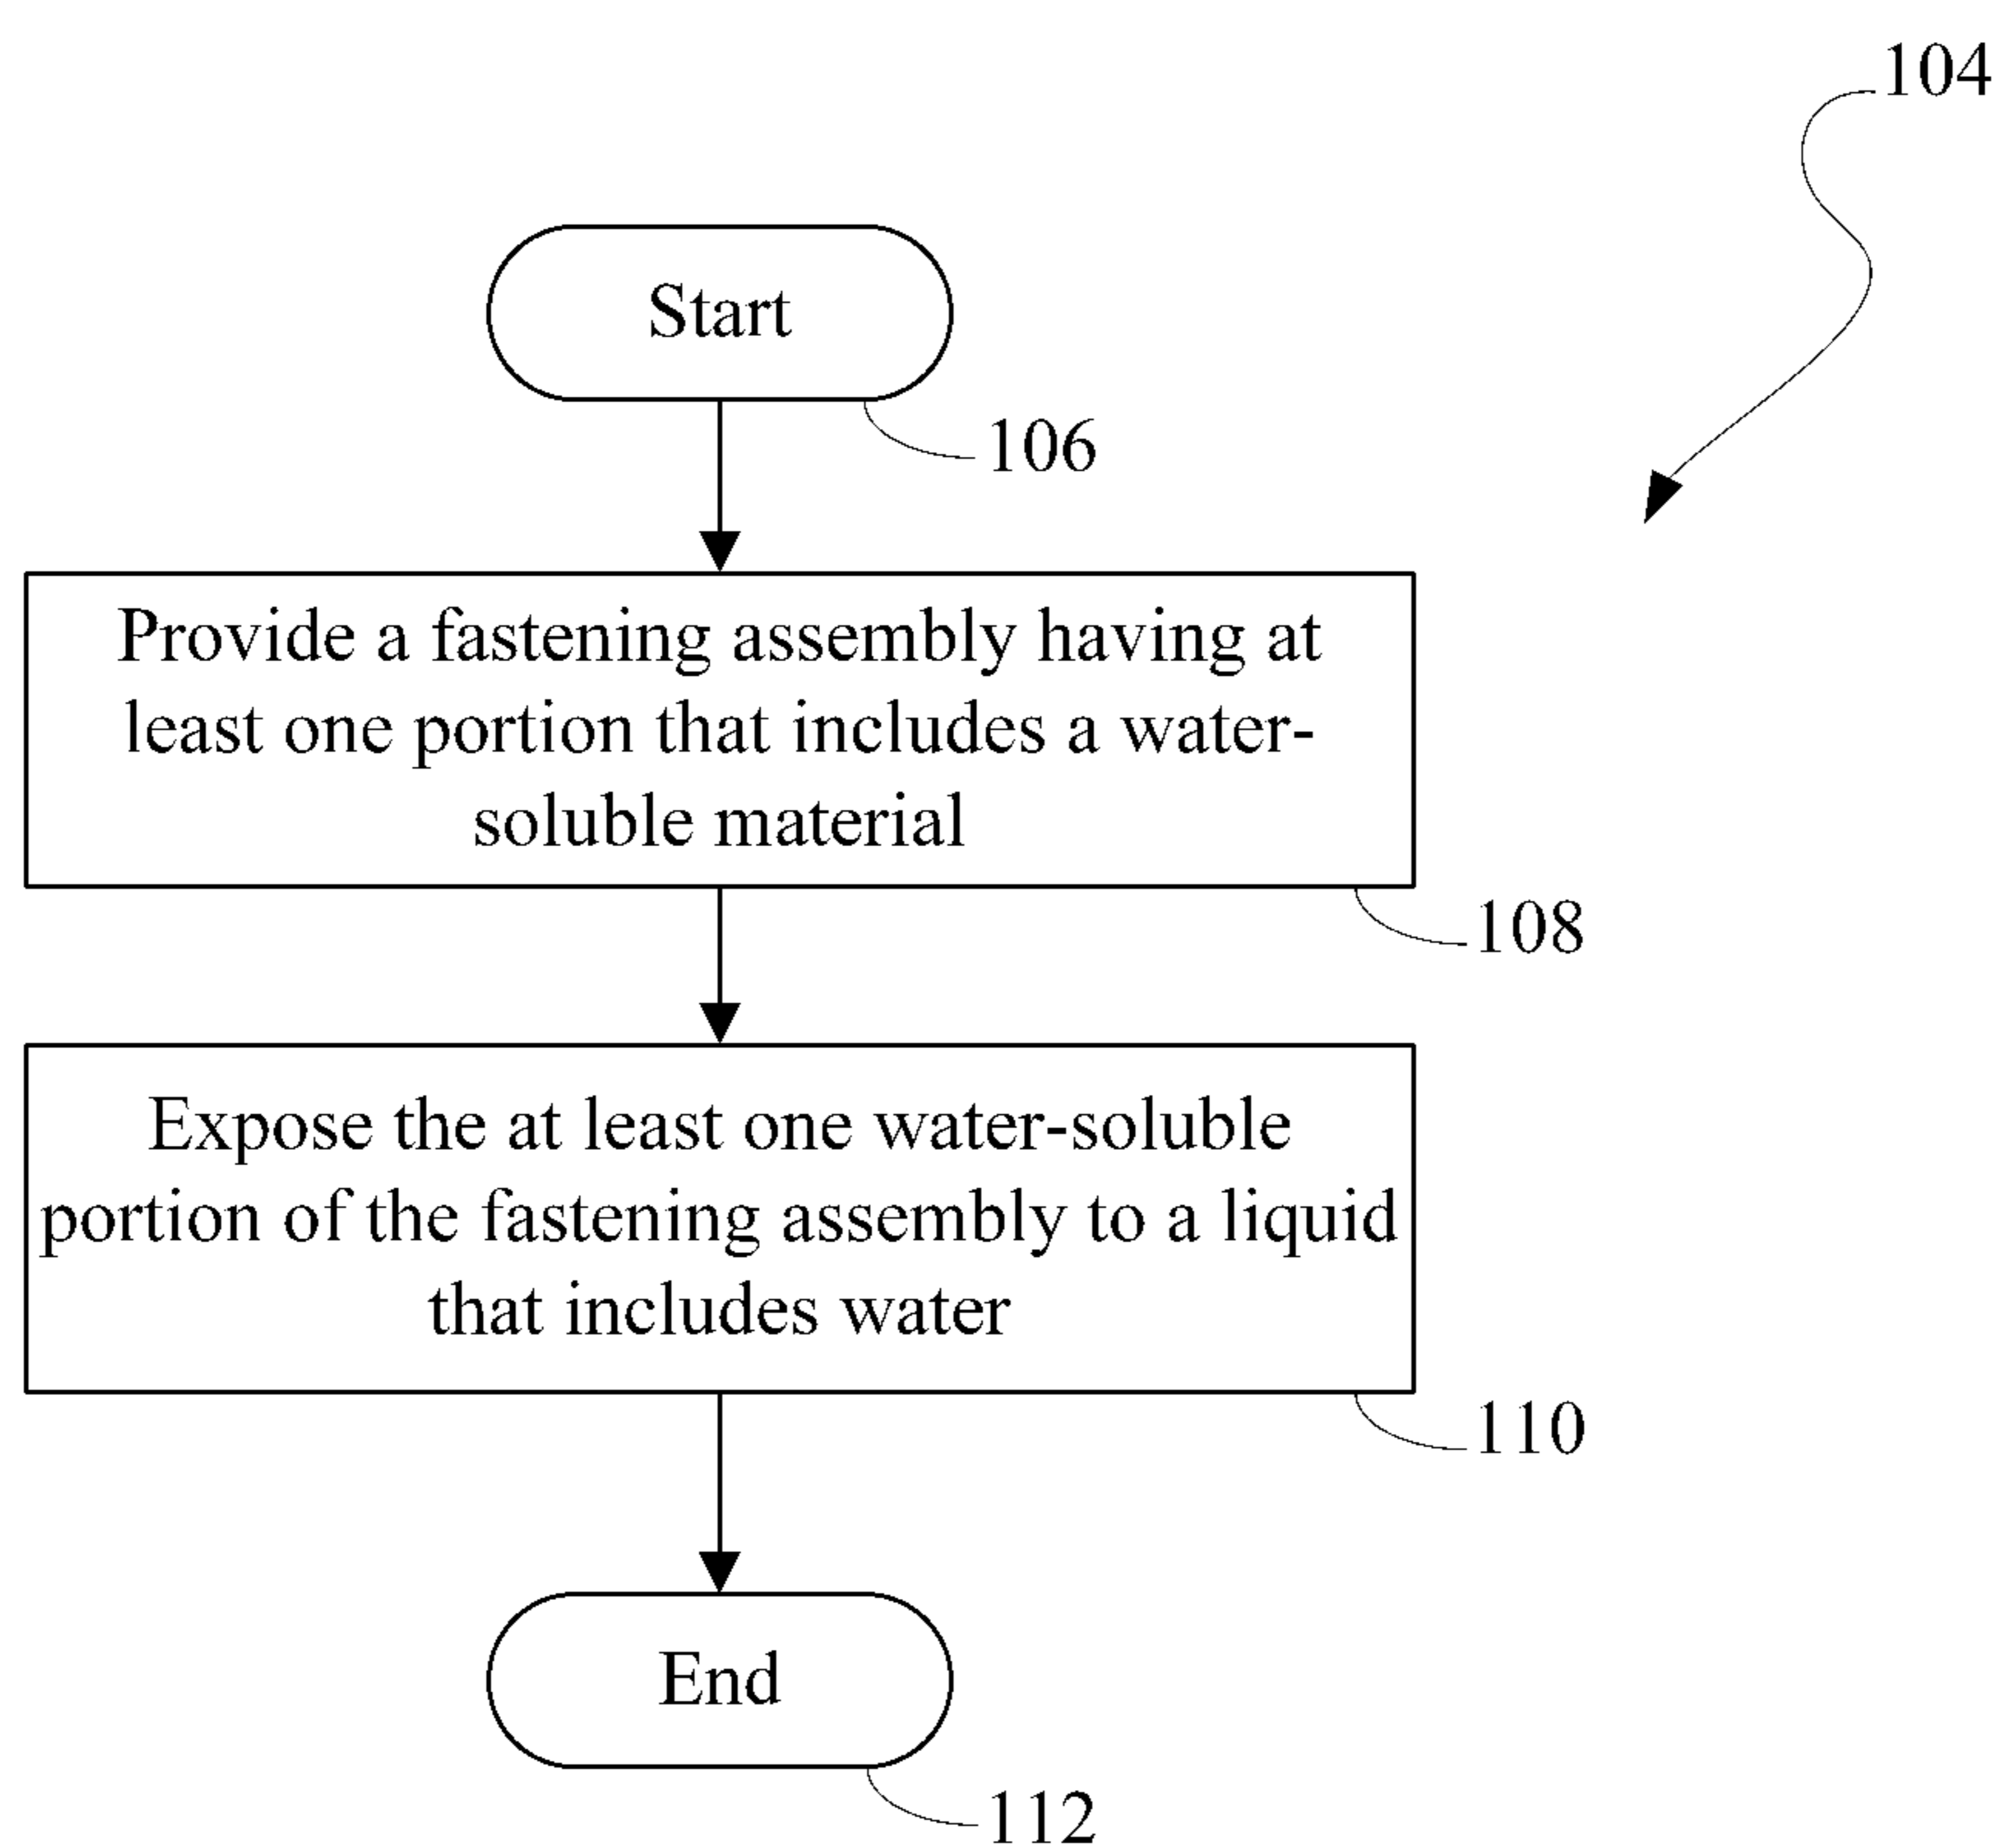 104
Start
106
Provide a fastening assembly having at
least one portion that includes a water-
soluble material
108
Expose the at least one water-soluble
portion of the fastening assembly to a liquid
that includes water
110
End
112